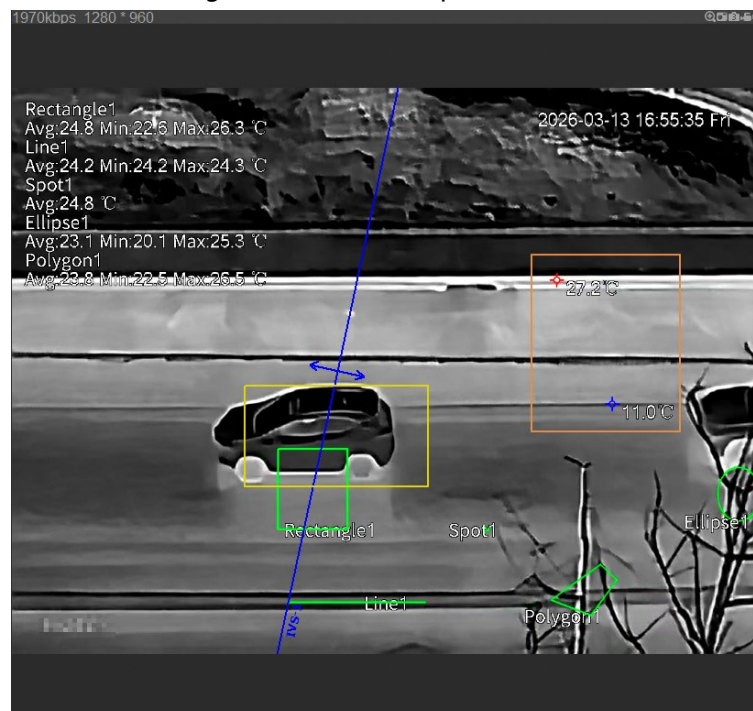 1970kbps 1280 * 960
Rectangle1
Avg:24.8 Min:22.6 Max:26.3 ℃
2026-03-13 16:55:35 Fri
Line1
Avg:24.2 Min:24.2 Max:24.3 ℃
Spot1
Avg:24.8 ℃
Ellipse1
Avg:23.1 Min:20.1 Max:25.3 ℃
Polygon1
Avg:23.8 Min:22.5 Max:26.5 ℃
27.2℃
11.0℃
Rectangle1
Spot1
Ellipse1
Line1
Polygon1
IVS-1